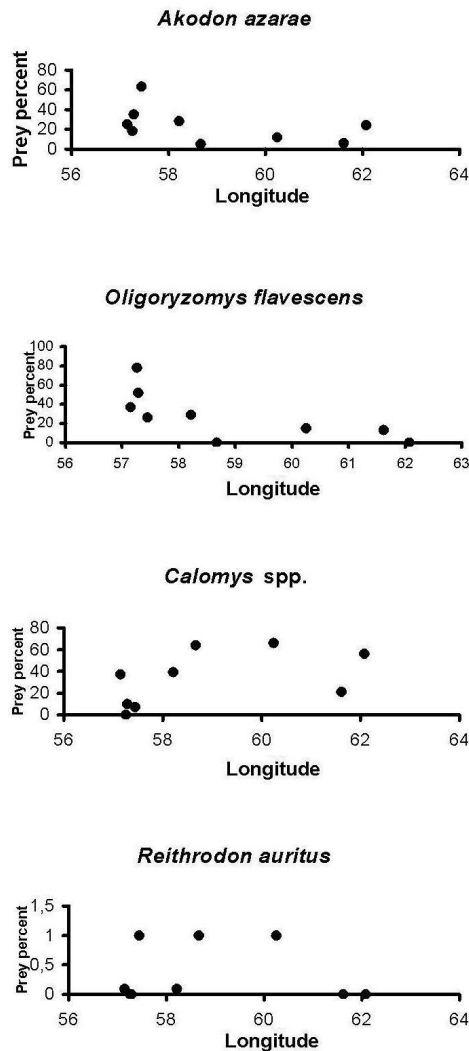 Akodon azarae
Prey percent
80
60
40
20
0
56 58 60 62 64
Longitude
Oligoryzomys flavescens
Prey percent
100
80
60
40
20
0
56 57 58 59 60 61 62 63
Longitude
Calomys spp.
Prey percent
80
60
40
20
0
56 58 60 62 64
Longitude
Reithrodon auritus
Prey percent
1,5
1
0,5
0
56 58 60 62 64
Longitude